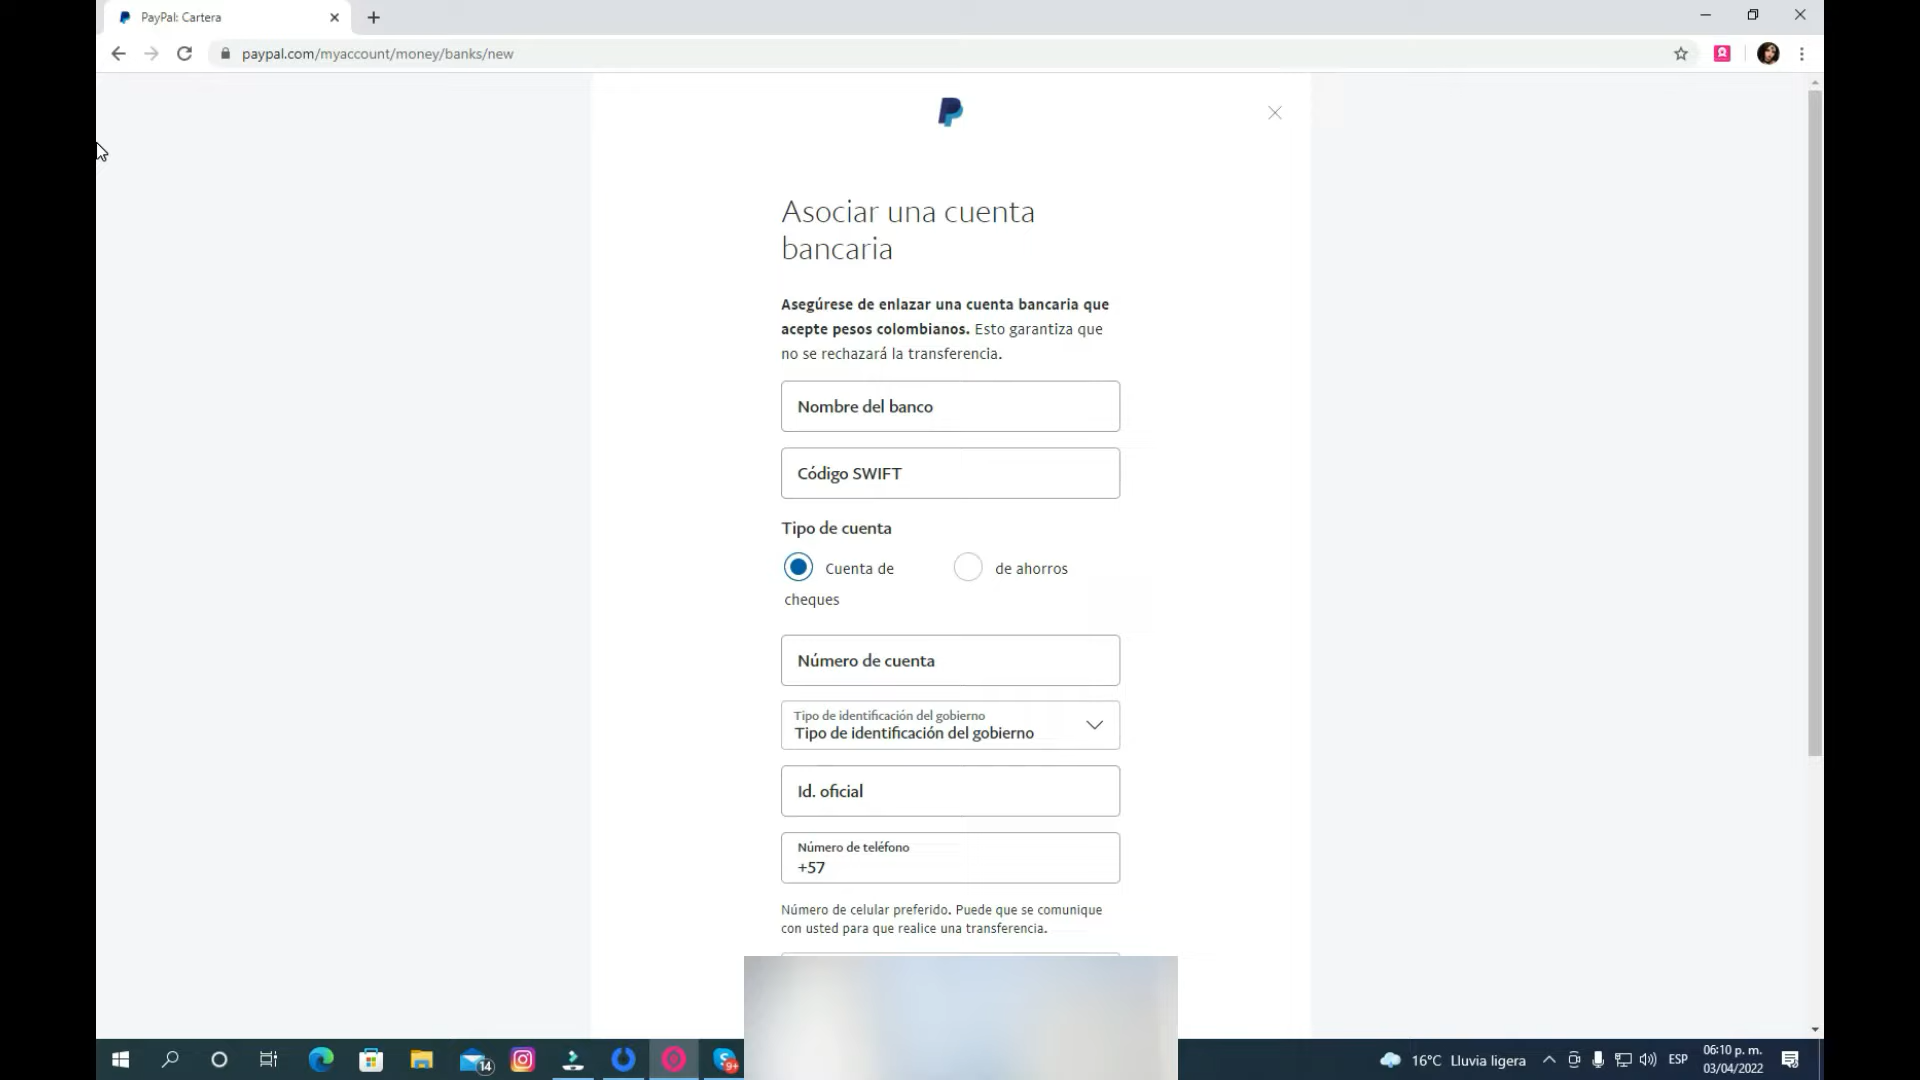 PayPal: Cartera
paypal.com/myaccount/money/banks/new
Asociar una cuenta
bancaria
Asegúrese de enlazar una cuenta bancaria que
acepte pesos colombianos. Esto garantiza que
no se rechazará la transferencia.
Nombre del banco
Código SWIFT
Tipo de cuenta
Cuenta de
cheques
de ahorros
Número de cuenta
Tipo de identificación del gobierno
Tipo de identificación del gobierno
Id. oficial
Número de teléfono
+57
Número de celular preferido. Puede que se comunique
con usted para que realice una transferencia.
14
9+
16°C Lluvia ligera
ESP
06:10 p. m.
03/04/2022